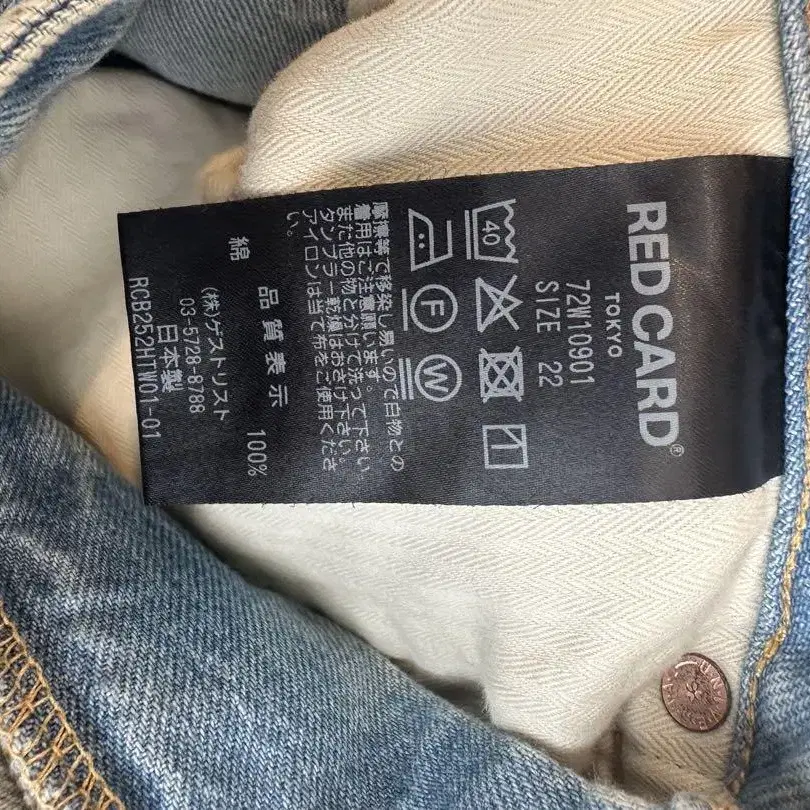 RED CARD®
TOKYO
72W10901
SIZE 22
40
F
W
摩擦等で移染し易いので白物との
着用はご注意願います。
また他の物と分けて洗って下さい。
タンブラー乾燥はおさけ下さい。
アイロンは当て布をご使用くださ
い。
品質表示
綿 100%
(株)ゲストリスト
03-5728-8788
日本製
RCB252HTW01-01